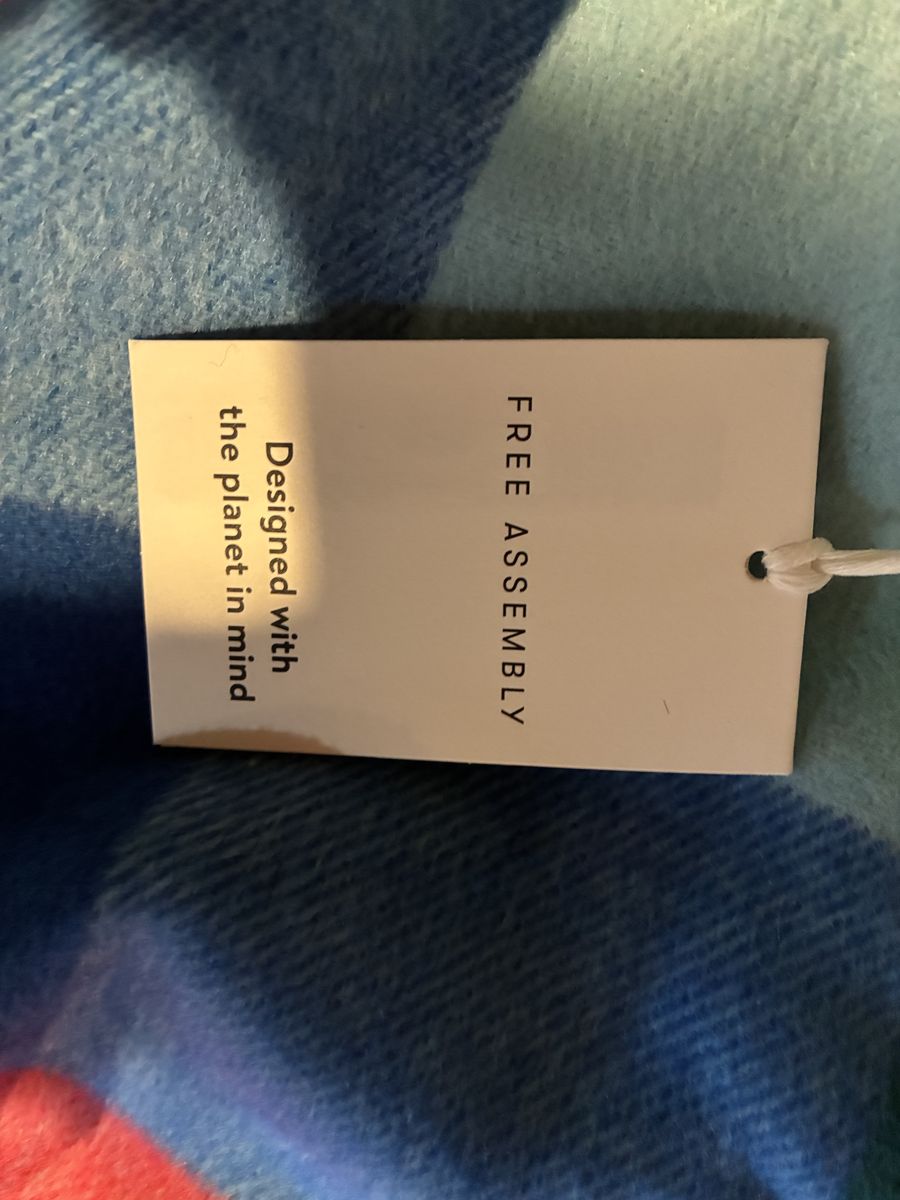 FREE ASSEMBLY
Designed with
the planet in mind